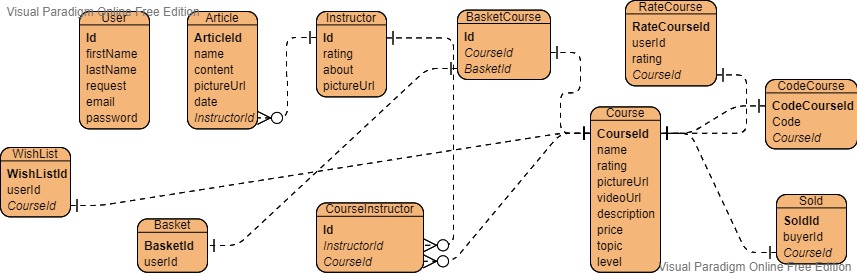 Visual Paradigm Online Free Edition
User
Id
firstName
lastName
request
email
password
Article
ArticleId
name
content
pictureUrl
date
InstructorId
Instructor
Id
rating
about
pictureUrl
BasketCourse
Id
CourseId
BasketId
RateCourse
RateCourseId
userId
rating
CourseId
CodeCourse
CodeCourseId
Code
CourseId
Course
CourseId
name
rating
pictureUrl
videoUrl
description
price
topic
level
WishList
WishListId
userId
CourseId
Basket
BasketId
userId
CourseInstructor
Id
InstructorId
CourseId
Sold
SoldId
buyerId
CourseId
Visual Paradigm Online Free Edition